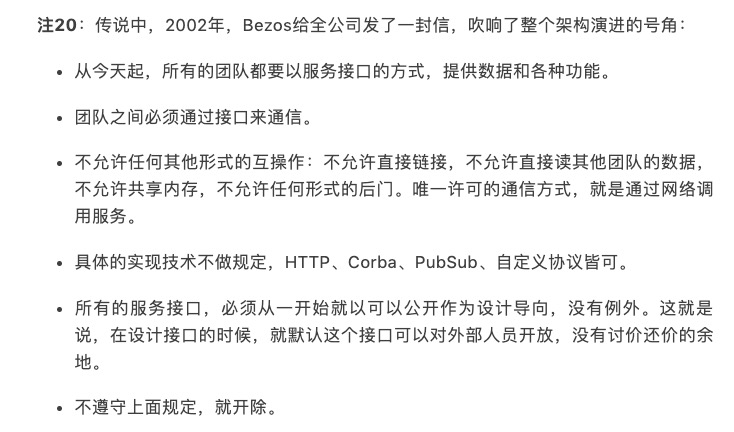 注20：传说中，2002年，Bezos给全公司发了一封信，吹响了整个架构演进的号角：
• 从今天起，所有的团队都要以服务接口的方式，提供数据和各种功能。
• 团队之间必须通过接口来通信。
• 不允许任何其他形式的互操作：不允许直接链接，不允许直接读其他团队的数据，
不允许共享内存，不允许任何形式的后门。唯一许可的通信方式，就是通过网络调
用服务。
• 具体的实现技术不做规定，HTTP、Corba、PubSub、自定义协议皆可。
• 所有的服务接口，必须从一开始就以可以公开作为设计导向，没有例外。这就是
说，在设计接口的时候，就默认这个接口可以对外部人员开放，没有讨价还价的余
地。
• 不遵守上面规定，就开除。